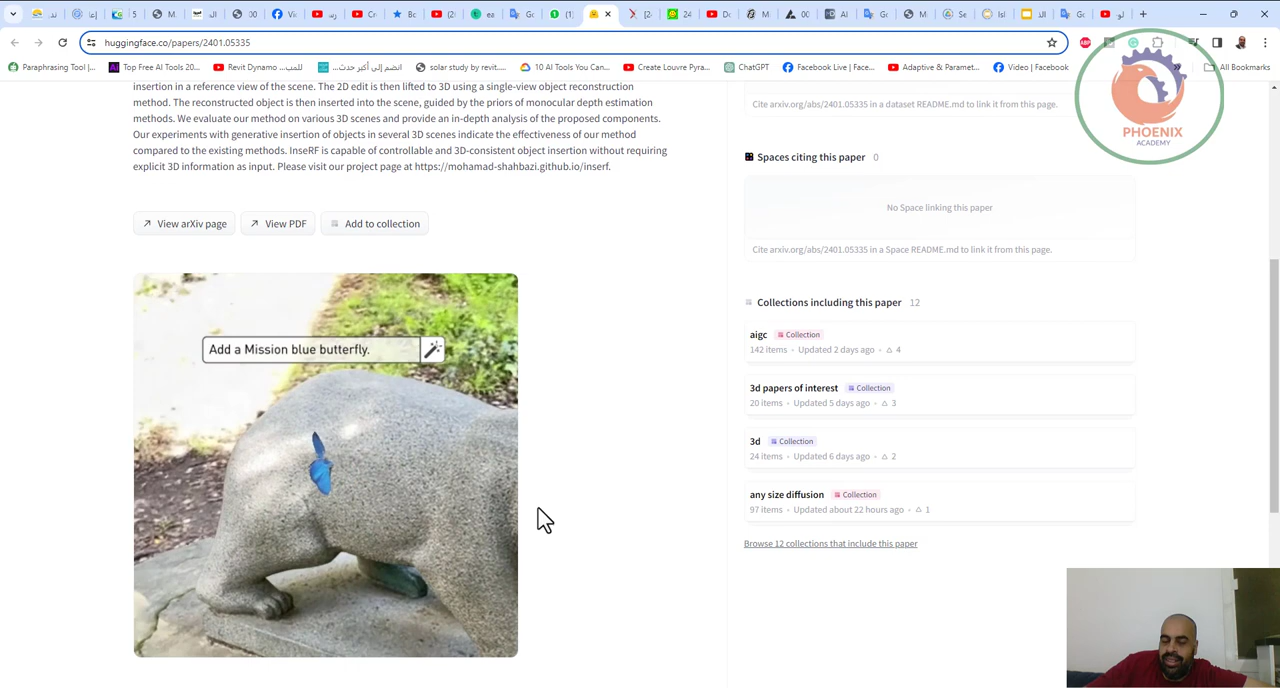 5
(1)
24
AI
huggingface.co/papers/2401.05335
Paraphrasing Tool |...
Top Free AI Tools 20...
Revit Dynamo ...للمب
انضم إلى أكبر حدث...
10 AI Tools You Can...
Create Louvre Pyra...
ChatGPT
Facebook Live | Face...
Adaptive & Paramet...
Video | Facebook
»
All Bookmarks
PHOENIX
ACADEMY
insertion in a reference view of the scene. The 2D edit is then lifted to 3D using a single-view object reconstruction
method. The reconstructed object is then inserted into the scene, guided by the priors of monocular depth estimation
methods. We evaluate our method on various 3D scenes and provide an in-depth analysis of the proposed components.
Our experiments with generative insertion of objects in several 3D scenes indicate the effectiveness of our method
compared to the existing methods. InseRF is capable of controllable and 3D-consistent object insertion without requiring
explicit 3D information as input. Please visit our project page at https://mohamad-shahbazi.github.io/inserf.
View arXiv page
View PDF
Add to collection
Add a Mission blue butterfly.
Cite arxiv.org/abs/2401.05335 in a dataset README.md to link it from this page.
Spaces citing this paper 0
No Space linking this paper
Cite arxiv.org/abs/2401.05335 in a Space README.md to link it from this page.
Collections including this paper 12
aigc Collection
142 items • Updated 2 days ago • 4
3d papers of interest Collection
20 items • Updated 5 days ago • 3
3d Collection
24 items • Updated 6 days ago • 2
any size diffusion Collection
97 items • Updated about 22 hours ago • 1
Browse 12 collections that include this paper